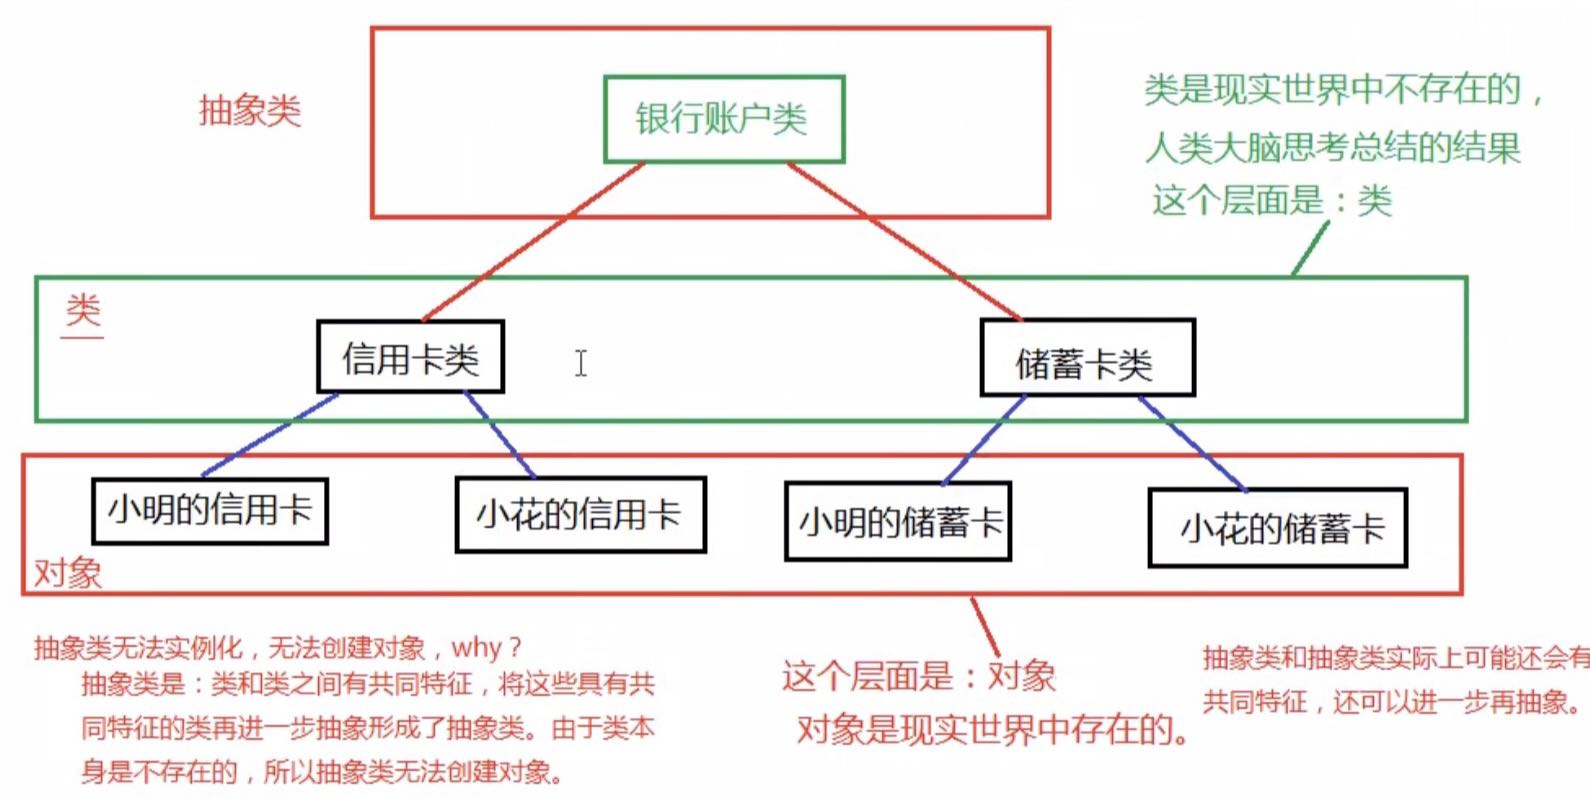 抽象类
银行账户类
类是现实世界中不存在的，
人类大脑思考总结的结果
这个层面是：类
类
信用卡类
储蓄卡类
小明的信用卡
小花的信用卡
小明的储蓄卡
小花的储蓄卡
对象
抽象类无法实例化，无法创建对象，why？
抽象类是：类和类之间有共同特征，将这些具有共
同特征的类再进一步抽象形成了抽象类。由于类本
身是不存在的，所以抽象类无法创建对象。
这个层面是：对象
对象是现实世界中存在的。
抽象类和抽象类实际上可能还会有
共同特征，还可以进一步再抽象。